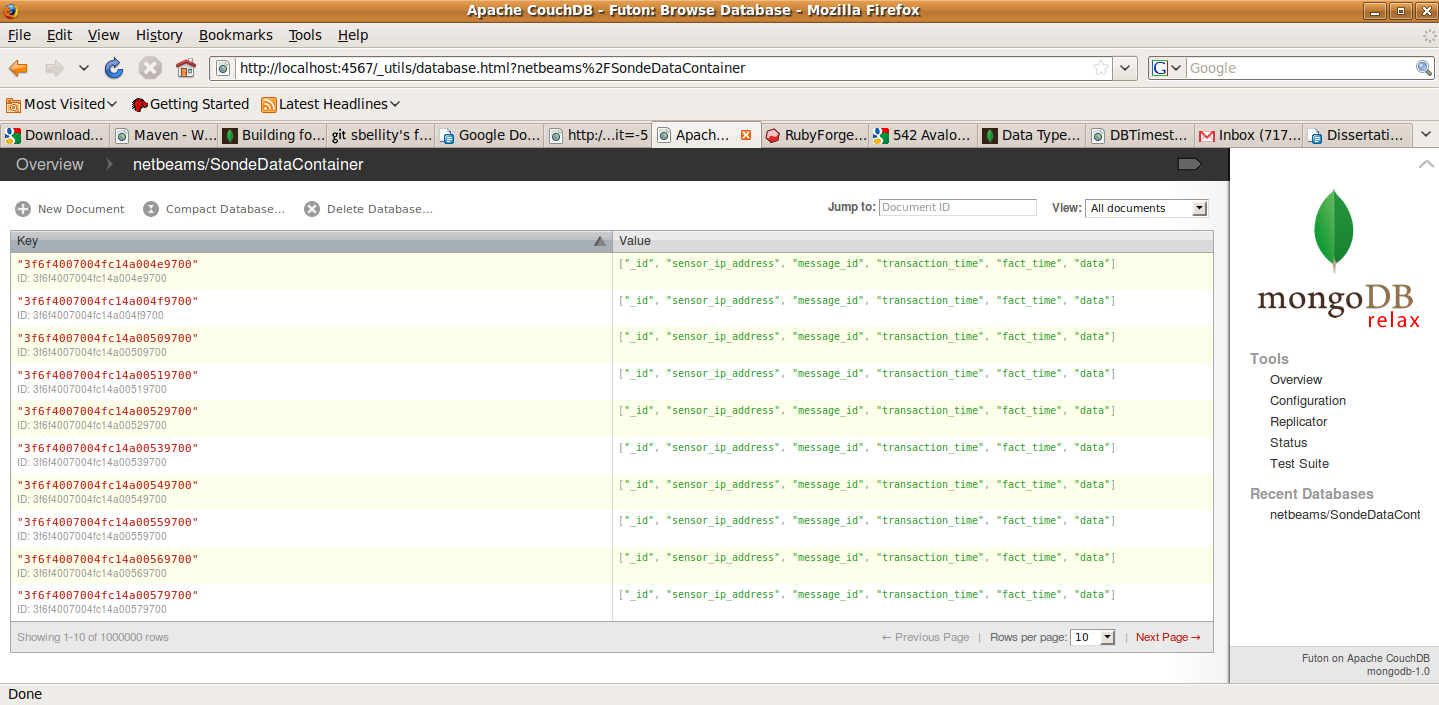 Apache CouchDB - Futon: Browse Database - Mozilla Firefox
File Edit View History Bookmarks Tools Help
http://localhost:4567/_utils/database.html?netbeams%2FSondeDataContainer
G Google
Most Visited Getting Started Latest Headlines
Download... Maven - W... Building fo... git sbellity's f... Google Do... http:/...it=-5 Apach... RubyForge... 542 Avalo... Data Type... DBTimest... Inbox (717... Dissertati...
Overview netbeams/SondeDataContainer
New Document Compact Database... Delete Database... Jump to: Document ID View: All documents
Key Value
"3f6f4007004fc14a004e9700" ["_id", "sensor_ip_address", "message_id", "transaction_time", "fact_time", "data"]
ID: 3f6f4007004fc14a004e9700
"3f6f4007004fc14a004f9700" ["_id", "sensor_ip_address", "message_id", "transaction_time", "fact_time", "data"]
ID: 3f6f4007004fc14a004f9700
"3f6f4007004fc14a00509700" ["_id", "sensor_ip_address", "message_id", "transaction_time", "fact_time", "data"]
ID: 3f6f4007004fc14a00509700
"3f6f4007004fc14a00519700" ["_id", "sensor_ip_address", "message_id", "transaction_time", "fact_time", "data"]
ID: 3f6f4007004fc14a00519700
"3f6f4007004fc14a00529700" ["_id", "sensor_ip_address", "message_id", "transaction_time", "fact_time", "data"]
ID: 3f6f4007004fc14a00529700
"3f6f4007004fc14a00539700" ["_id", "sensor_ip_address", "message_id", "transaction_time", "fact_time", "data"]
ID: 3f6f4007004fc14a00539700
"3f6f4007004fc14a00549700" ["_id", "sensor_ip_address", "message_id", "transaction_time", "fact_time", "data"]
ID: 3f6f4007004fc14a00549700
"3f6f4007004fc14a00559700" ["_id", "sensor_ip_address", "message_id", "transaction_time", "fact_time", "data"]
ID: 3f6f4007004fc14a00559700
"3f6f4007004fc14a00569700" ["_id", "sensor_ip_address", "message_id", "transaction_time", "fact_time", "data"]
ID: 3f6f4007004fc14a00569700
"3f6f4007004fc14a00579700" ["_id", "sensor_ip_address", "message_id", "transaction_time", "fact_time", "data"]
ID: 3f6f4007004fc14a00579700
Showing 1-10 of 1000000 rows ← Previous Page | Rows per page: 10 | Next Page →
mongoDB
relax
Tools
Overview
Configuration
Replicator
Status
Test Suite
Recent Databases
netbeams/SondeDataCont
Futon on Apache CouchDB
mongodb-1.0
Done